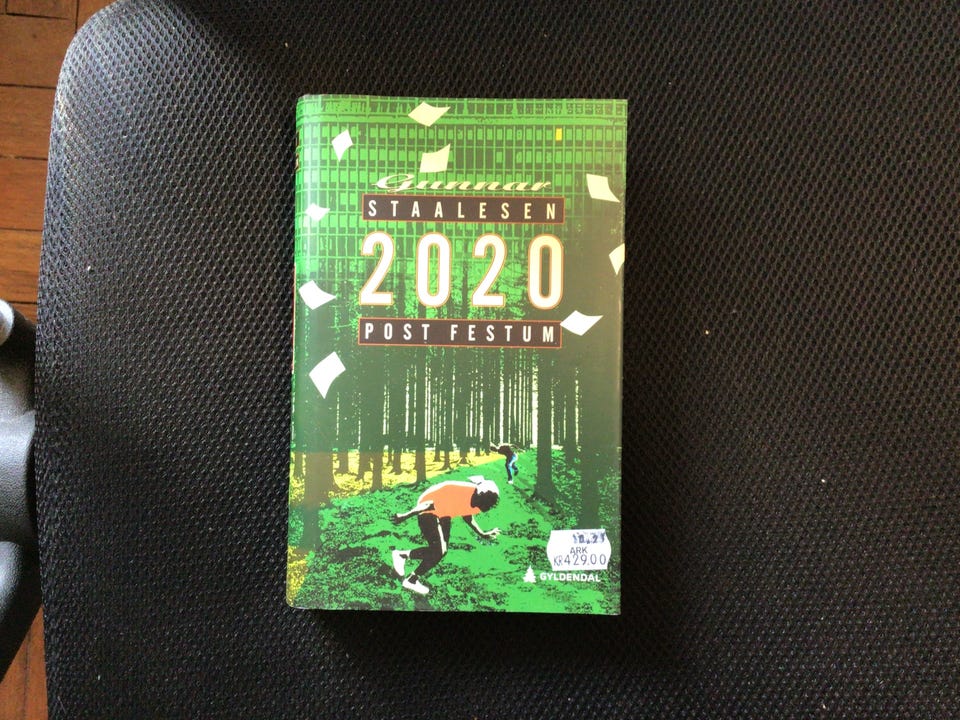 Gunnar
STAALESEN
2020
POST FESTUM
ARK
KR429.00
GYLDENDAL